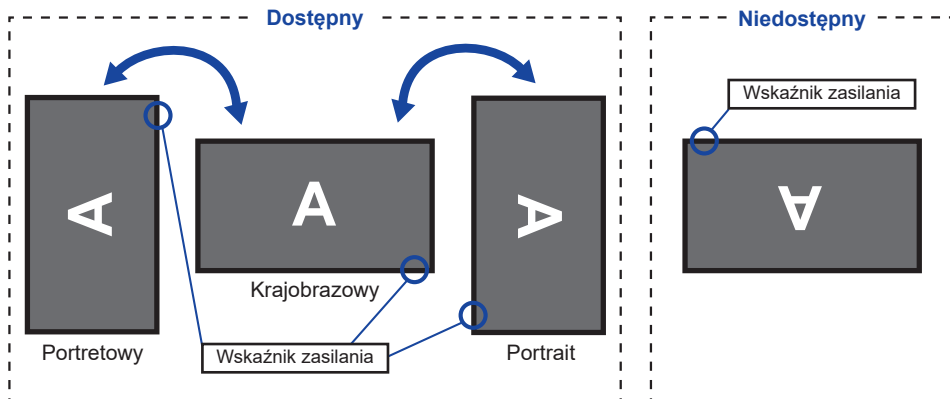 Dostępny
Niedostępny
Wskaźnik zasilania
A
A
A
A
Krajobrazowy
Portretowy
Wskaźnik zasilania
Portrait